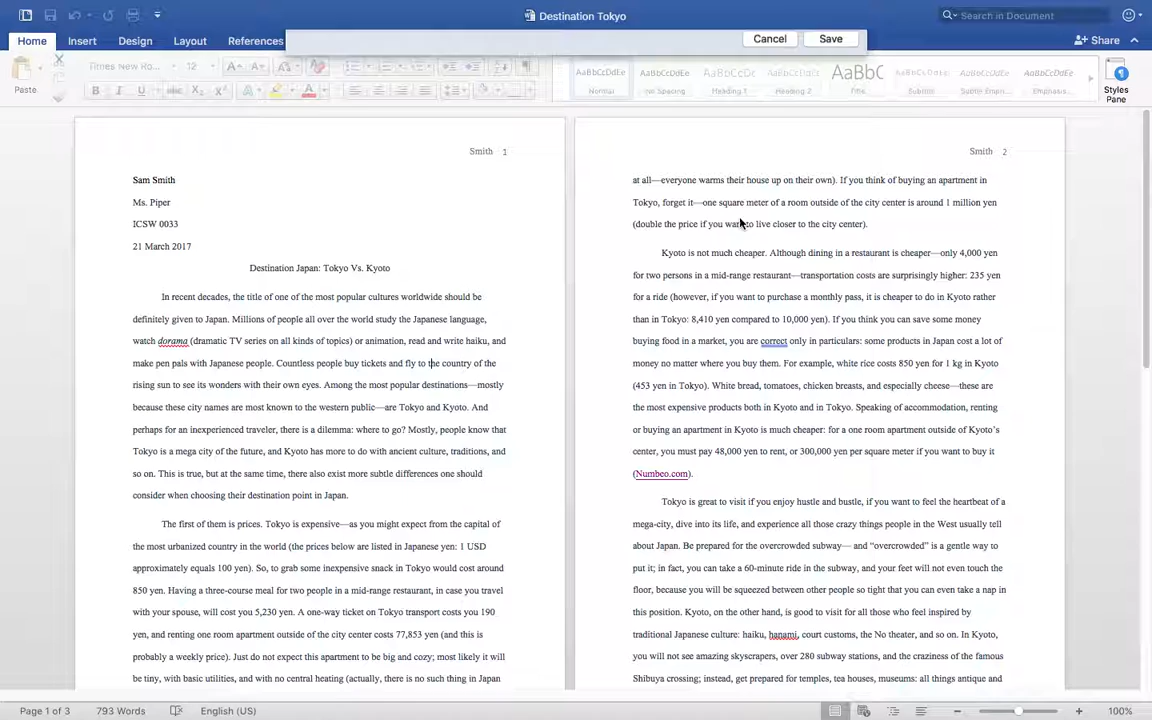 Destination Tokyo
Search in Document
Home Insert Design Layout References
Cancel Save
Share
Paste
Times New Ro... 12
AaBbCcDdEe AaBbCcDdEe AaBbCcDc AaBbCcDc AaBbC AaBbCcDdEe AaBbCcDdEe AaBbCcDdEe
Normal No Spacing Heading 1 Heading 2 Title Subtitle Subtle Emph... Emphasis
Styles
Pane
Smith 1
Sam Smith
Ms. Piper
ICSW 0033
21 March 2017
Destination Japan: Tokyo Vs. Kyoto
In recent decades, the title of one of the most popular cultures worldwide should be
definitely given to Japan. Millions of people all over the world study the Japanese language,
watch dorama (dramatic TV series on all kinds of topics) or animation, read and write haiku, and
make pen pals with Japanese people. Countless people buy tickets and fly to the country of the
rising sun to see its wonders with their own eyes. Among the most popular destinations—mostly
because these city names are most known to the western public—are Tokyo and Kyoto. And
perhaps for an inexperienced traveler, there is a dilemma: where to go? Mostly, people know that
Tokyo is a mega city of the future, and Kyoto has more to do with ancient culture, traditions, and
so on. This is true, but at the same time, there also exist more subtle differences one should
consider when choosing their destination point in Japan.
The first of them is prices. Tokyo is expensive—as you might expect from the capital of
the most urbanized country in the world (the prices below are listed in Japanese yen: 1 USD
approximately equals 100 yen). So, to grab some inexpensive snack in Tokyo would cost around
850 yen. Having a three-course meal for two people in a mid-range restaurant, in case you travel
with your spouse, will cost you 5,230 yen. A one-way ticket on Tokyo transport costs you 190
yen, and renting one room apartment outside of the city center costs 77,853 yen (and this is
probably a weekly price). Just do not expect this apartment to be big and cozy; most likely it will
be tiny, with basic utilities, and with no central heating (actually, there is no such thing in Japan
Smith 2
at all—everyone warms their house up on their own). If you think of buying an apartment in
Tokyo, forget it—one square meter of a room outside of the city center is around 1 million yen
(double the price if you want to live closer to the city center).
Kyoto is not much cheaper. Although dining in a restaurant is cheaper—only 4,000 yen
for two persons in a mid-range restaurant—transportation costs are surprisingly higher: 235 yen
for a ride (however, if you want to purchase a monthly pass, it is cheaper to do in Kyoto rather
than in Tokyo: 8,410 yen compared to 10,000 yen). If you think you can save some money
buying food in a market, you are correct only in particulars: some products in Japan cost a lot of
money no matter where you buy them. For example, white rice costs 850 yen for 1 kg in Kyoto
(453 yen in Tokyo). White bread, tomatoes, chicken breasts, and especially cheese—these are
the most expensive products both in Kyoto and in Tokyo. Speaking of accommodation, renting
or buying an apartment in Kyoto is much cheaper: for a one room apartment outside of Kyoto's
center, you must pay 48,000 yen to rent, or 300,000 yen per square meter if you want to buy it
(Numbeo.com).
Tokyo is great to visit if you enjoy hustle and bustle, if you want to feel the heartbeat of a
mega-city, dive into its life, and experience all those crazy things people in the West usually tell
about Japan. Be prepared for the overcrowded subway— and “overcrowded” is a gentle way to
put it; in fact, you can take a 60-minute ride in the subway, and your feet will not even touch the
floor, because you will be squeezed between other people so tight that you can even take a nap in
this position. Kyoto, on the other hand, is good to visit for all those who feel inspired by
traditional Japanese culture: haiku, hanami, court customs, the No theater, and so on. In Kyoto,
you will not see amazing skyscrapers, over 280 subway stations, and the craziness of the famous
Shibuya crossing; instead, get prepared for temples, tea houses, museums: all things antique and
Page 1 of 3 793 Words English (US) 100%